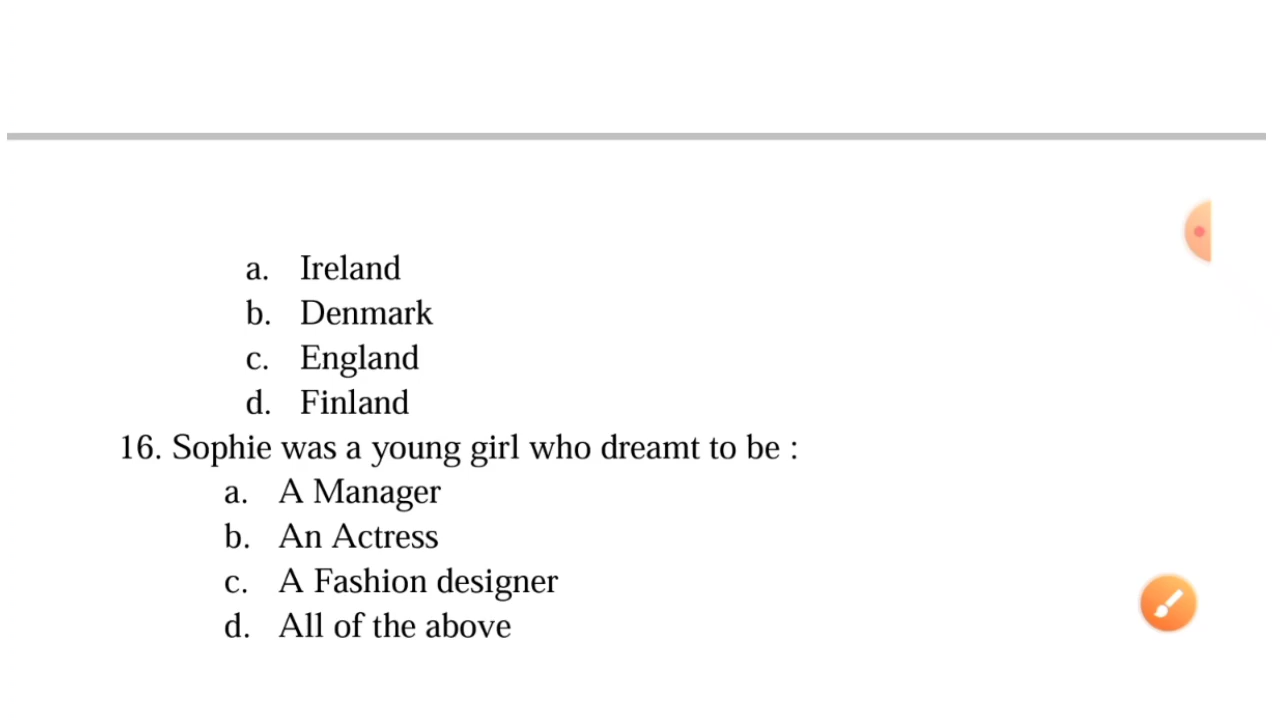 a. Ireland
b. Denmark
c. England
d. Finland
16. Sophie was a young girl who dreamt to be :
a. A Manager
b. An Actress
c. A Fashion designer
d. All of the above